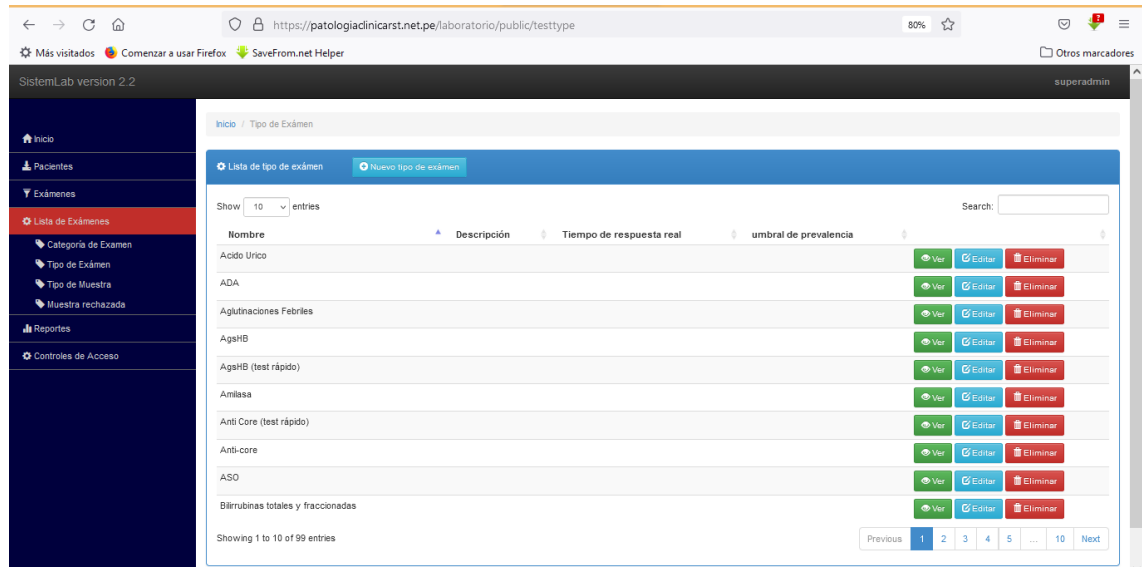 https://patologiaclinicarst.net.pe/laboratorio/public/testtype
80%
Más visitados
Comenzar a usar Firefox
SaveFrom.net Helper
Otros marcadores
SistemLab version 2.2
superadmin
Inicio
Pacientes
Exámenes
Lista de Exámenes
Categoría de Examen
Tipo de Exámen
Tipo de Muestra
Muestra rechazada
Reportes
Controles de Acceso
Inicio / Tipo de Exámen
Lista de tipo de exámen
Nuevo tipo de exámen
Show 10 entries
Search:
Nombre Descripción Tiempo de respuesta real umbral de prevalencia
Acido Urico Ver Editar Eliminar
ADA Ver Editar Eliminar
Aglutinaciones Febriles Ver Editar Eliminar
AgsHB Ver Editar Eliminar
AgsHB (test rápido) Ver Editar Eliminar
Amilasa Ver Editar Eliminar
Anti Core (test rápido) Ver Editar Eliminar
Anti-core Ver Editar Eliminar
ASO Ver Editar Eliminar
Bilirrubinas totales y fraccionadas Ver Editar Eliminar
Showing 1 to 10 of 99 entries
Previous 1 2 3 4 5 ... 10 Next